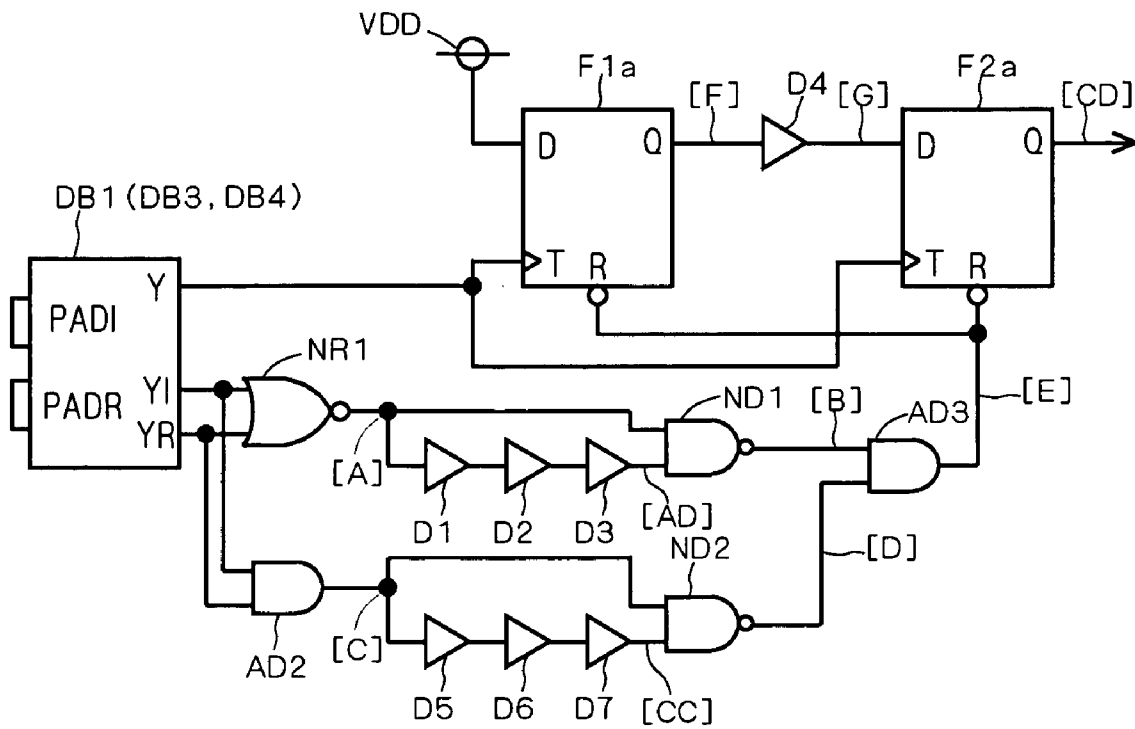 VDD
F1a
D4
F2a
[F]
[G]
[CD]
D
Q
D
Q
DB1(DB3, DB4)
T
R
T
R
Y
PADI
NR1
YI
PADR
YR
ND1
[B]
AD3
[E]
[A]
D1
D2
D3
[AD]
ND2
[D]
AD2
[C]
D5
D6
D7
[CC]